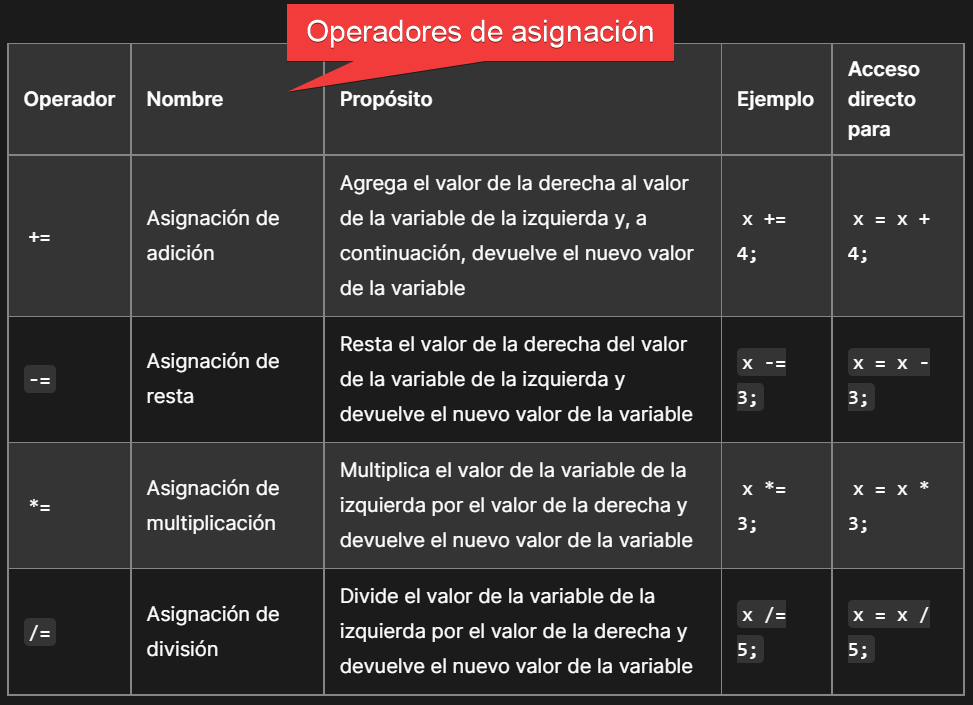 Operadores de asignación
Operador
Nombre
Propósito
Ejemplo
Acceso
directo
para
+=
Asignación de
adición
Agrega el valor de la derecha al valor
de la variable de la izquierda y, a
continuación, devuelve el nuevo valor
de la variable
x +=
4;
x = x +
4;
-=
Asignación de
resta
Resta el valor de la derecha del valor
de la variable de la izquierda y
devuelve el nuevo valor de la variable
x -=
3;
x = x -
3;
*=
Asignación de
multiplicación
Multiplica el valor de la variable de la
izquierda por el valor de la derecha y
devuelve el nuevo valor de la variable
x *=
3;
x = x *
3;
/=
Asignación de
división
Divide el valor de la variable de la
izquierda por el valor de la derecha y
devuelve el nuevo valor de la variable
x /=
5;
x = x /
5;